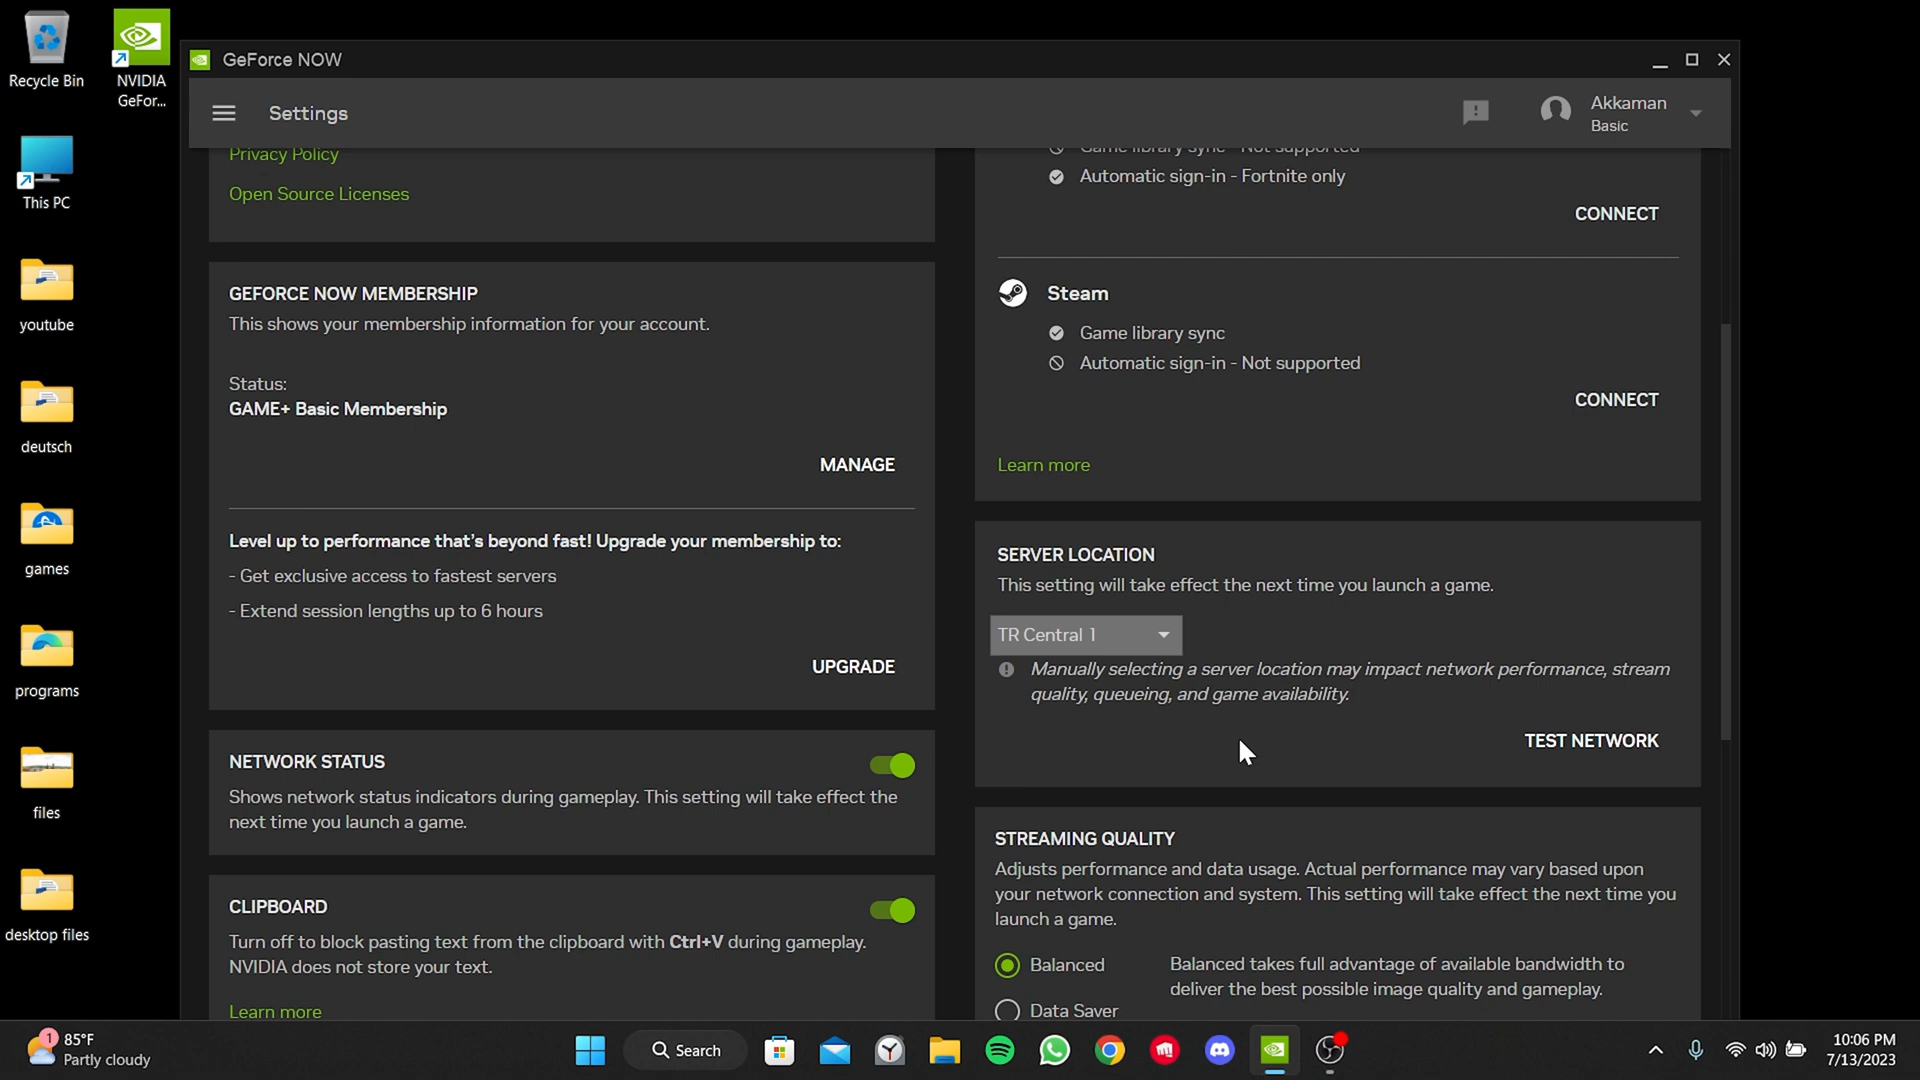 Recycle Bin
NVIDIA
GeFor...
This PC
youtube
deutsch
games
programs
files
desktop files
GeForce NOW
Settings
Akkaman
Basic
Privacy Policy
Open Source Licenses
GEFORCE NOW MEMBERSHIP
This shows your membership information for your account.
Status:
GAME+ Basic Membership
MANAGE
Level up to performance that's beyond fast! Upgrade your membership to:
- Get exclusive access to fastest servers
- Extend session lengths up to 6 hours
UPGRADE
NETWORK STATUS
Shows network status indicators during gameplay. This setting will take effect the
next time you launch a game.
CLIPBOARD
Turn off to block pasting text from the clipboard with Ctrl+V during gameplay.
NVIDIA does not store your text.
Learn more
Game library sync - Not supported
Automatic sign-in - Fortnite only
CONNECT
Steam
Game library sync
Automatic sign-in - Not supported
CONNECT
Learn more
SERVER LOCATION
This setting will take effect the next time you launch a game.
TR Central 1
Manually selecting a server location may impact network performance, stream
quality, queueing, and game availability.
TEST NETWORK
STREAMING QUALITY
Adjusts performance and data usage. Actual performance may vary based upon
your network connection and system. This setting will take effect the next time you
launch a game.
Balanced
Balanced takes full advantage of available bandwidth to
deliver the best possible image quality and gameplay.
Data Saver
1
85°F
Partly cloudy
Search
10:06 PM
7/13/2023